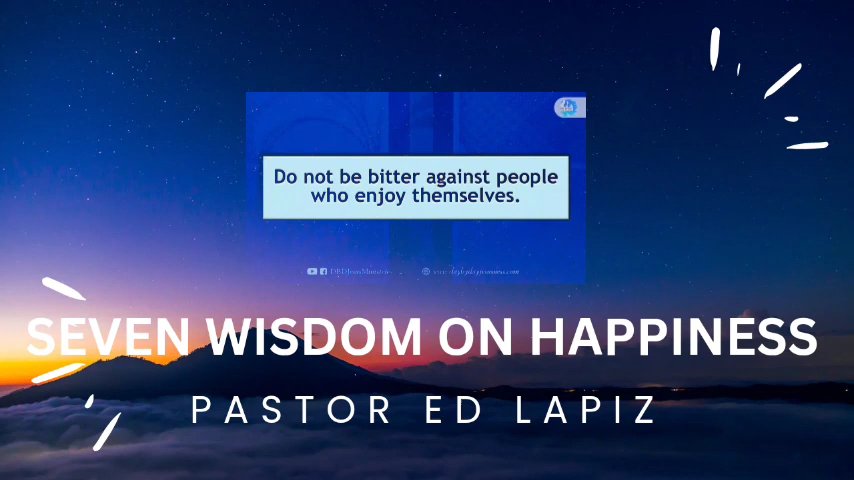 Do not be bitter against people
who enjoy themselves.
SEVEN WISDOM ON HAPPINESS
PASTOR ED LAPIZ